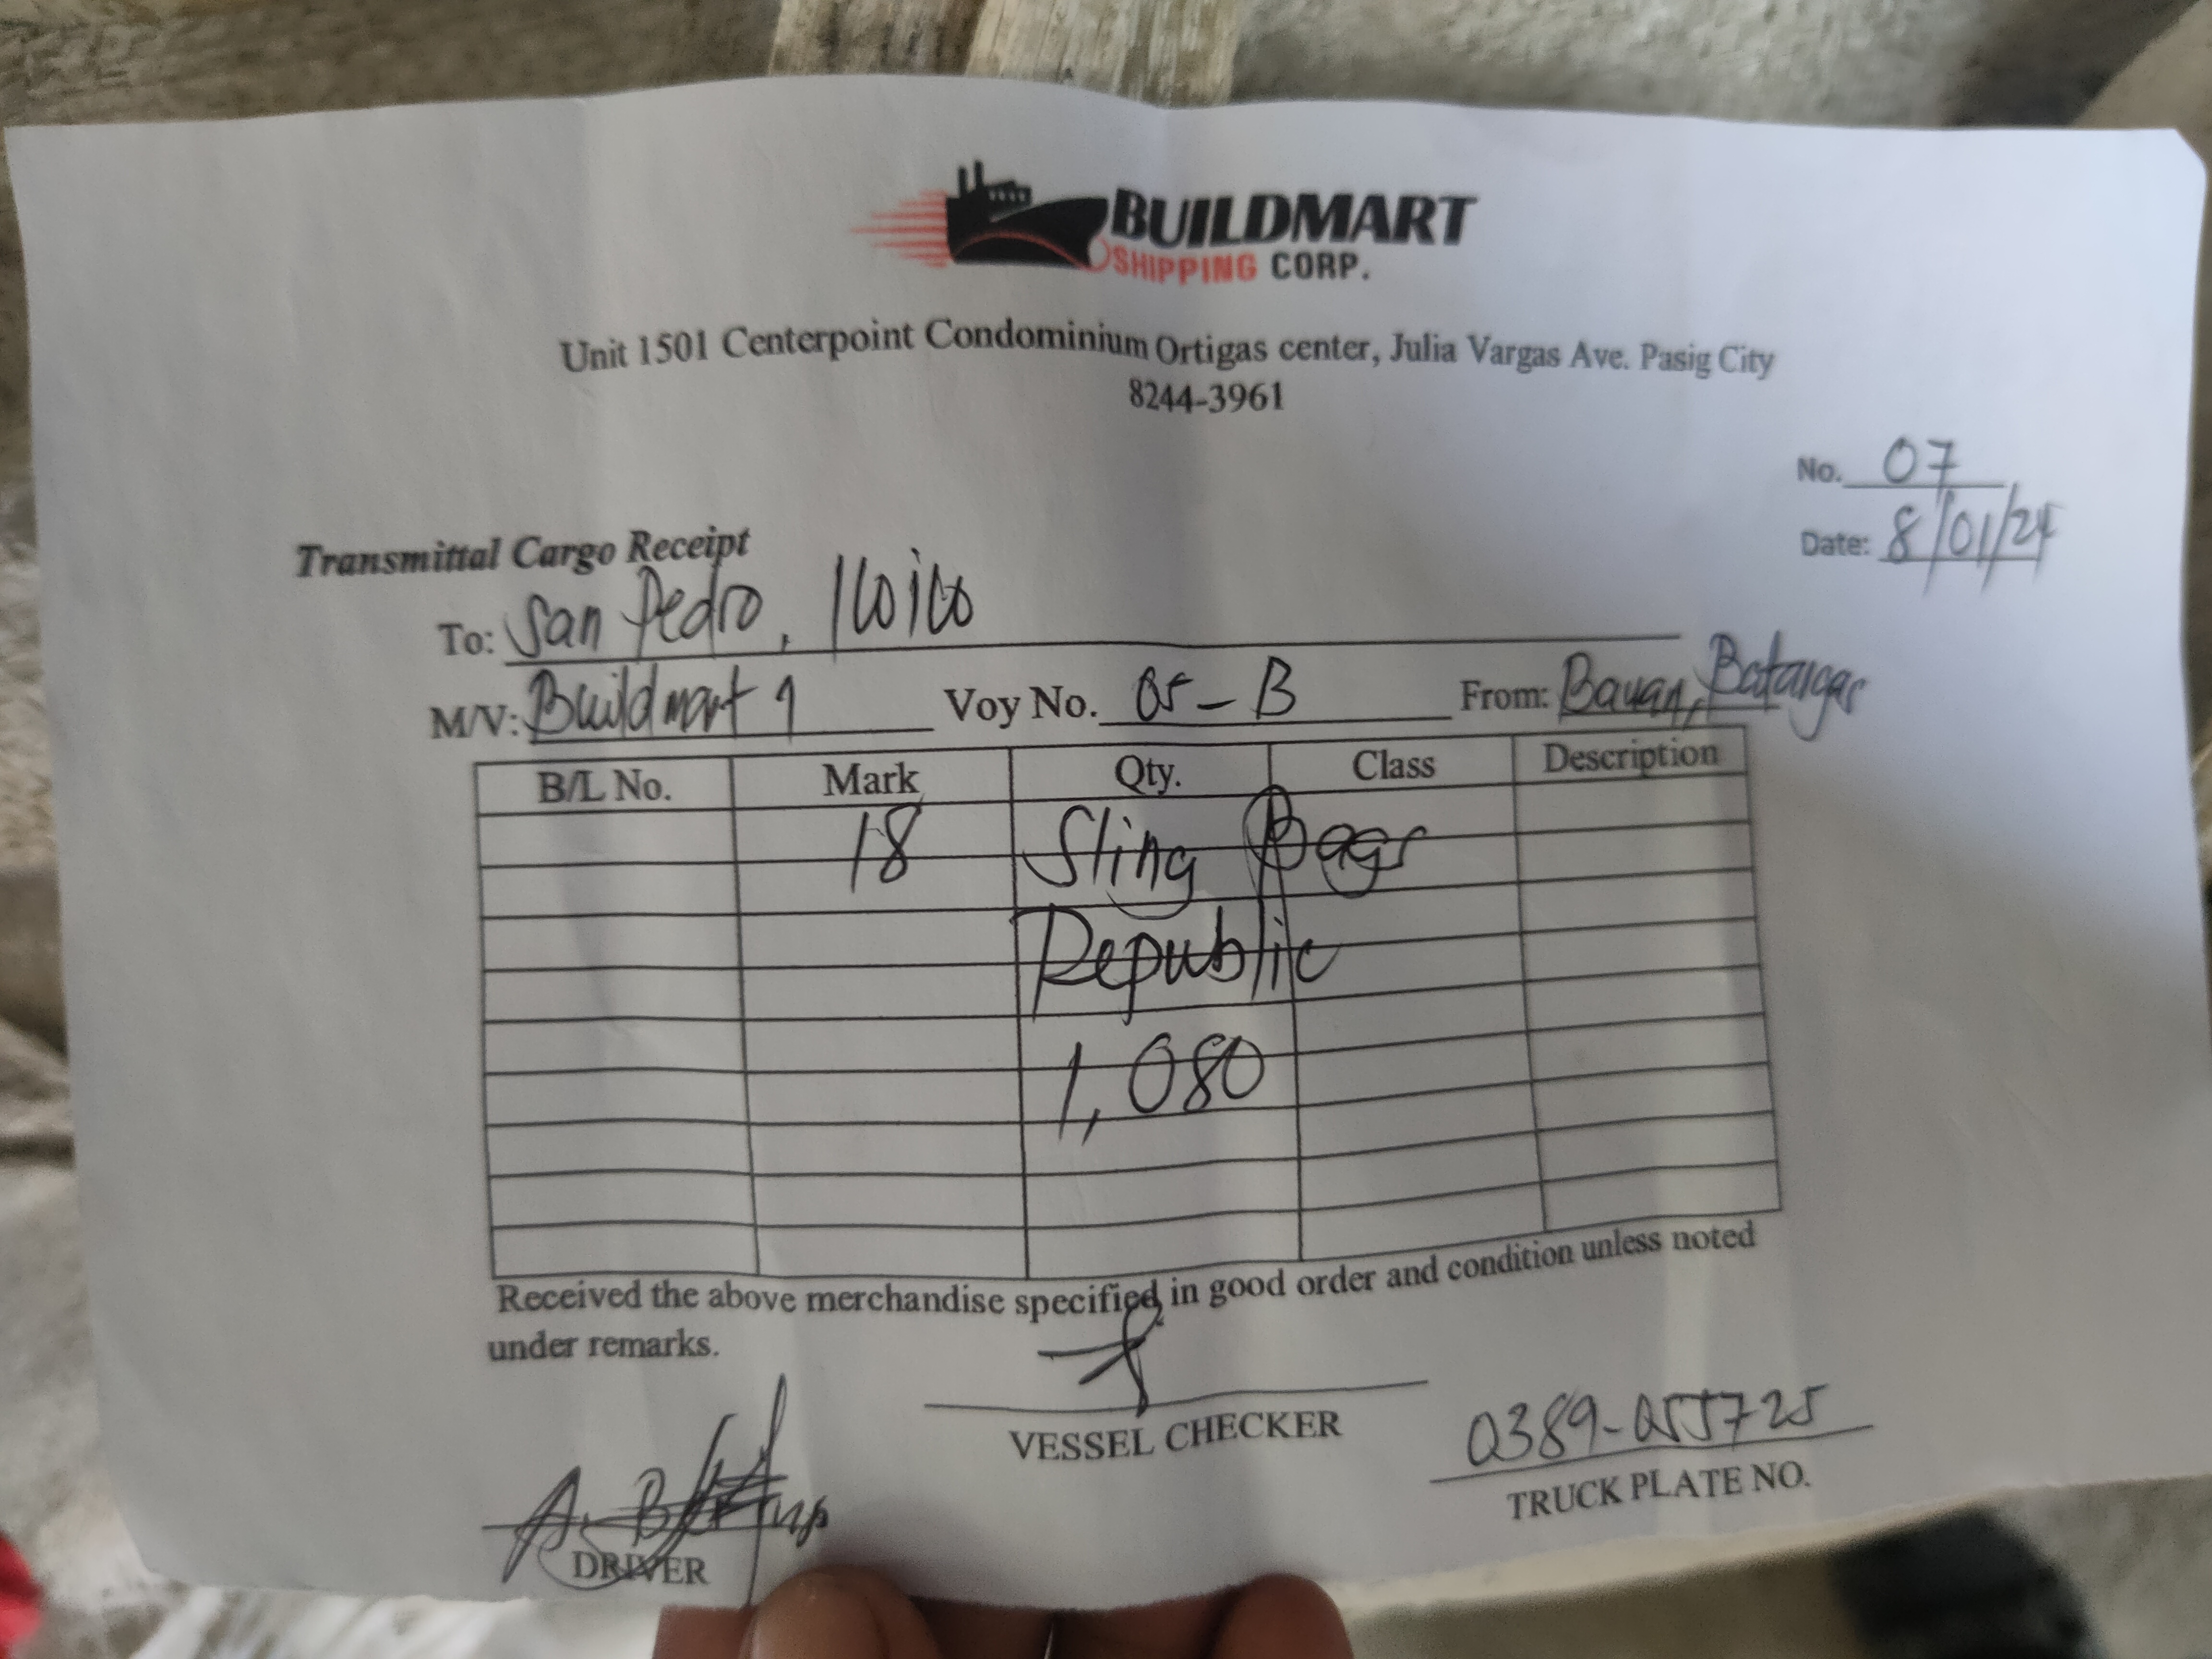 BUILDMART
SHIPPING CORP.
Unit 1501 Centerpoint Condominium Ortigas center, Julia Vargas Ave. Pasig City
8244-3961
No. 07
Date: 8/01/24
Transmittal Cargo Receipt
To: San Pedro, Iloilo
M/V: Buildmart 9 Voy No. 05-B From: Bauan, Batangas
B/L No. Mark Qty. Class Description
18 Sling Bags
Republic
1,080
Received the above merchandise specified in good order and condition unless noted
under remarks.
VESSEL CHECKER
0389-055725
TRUCK PLATE NO.
A.
DRIVER